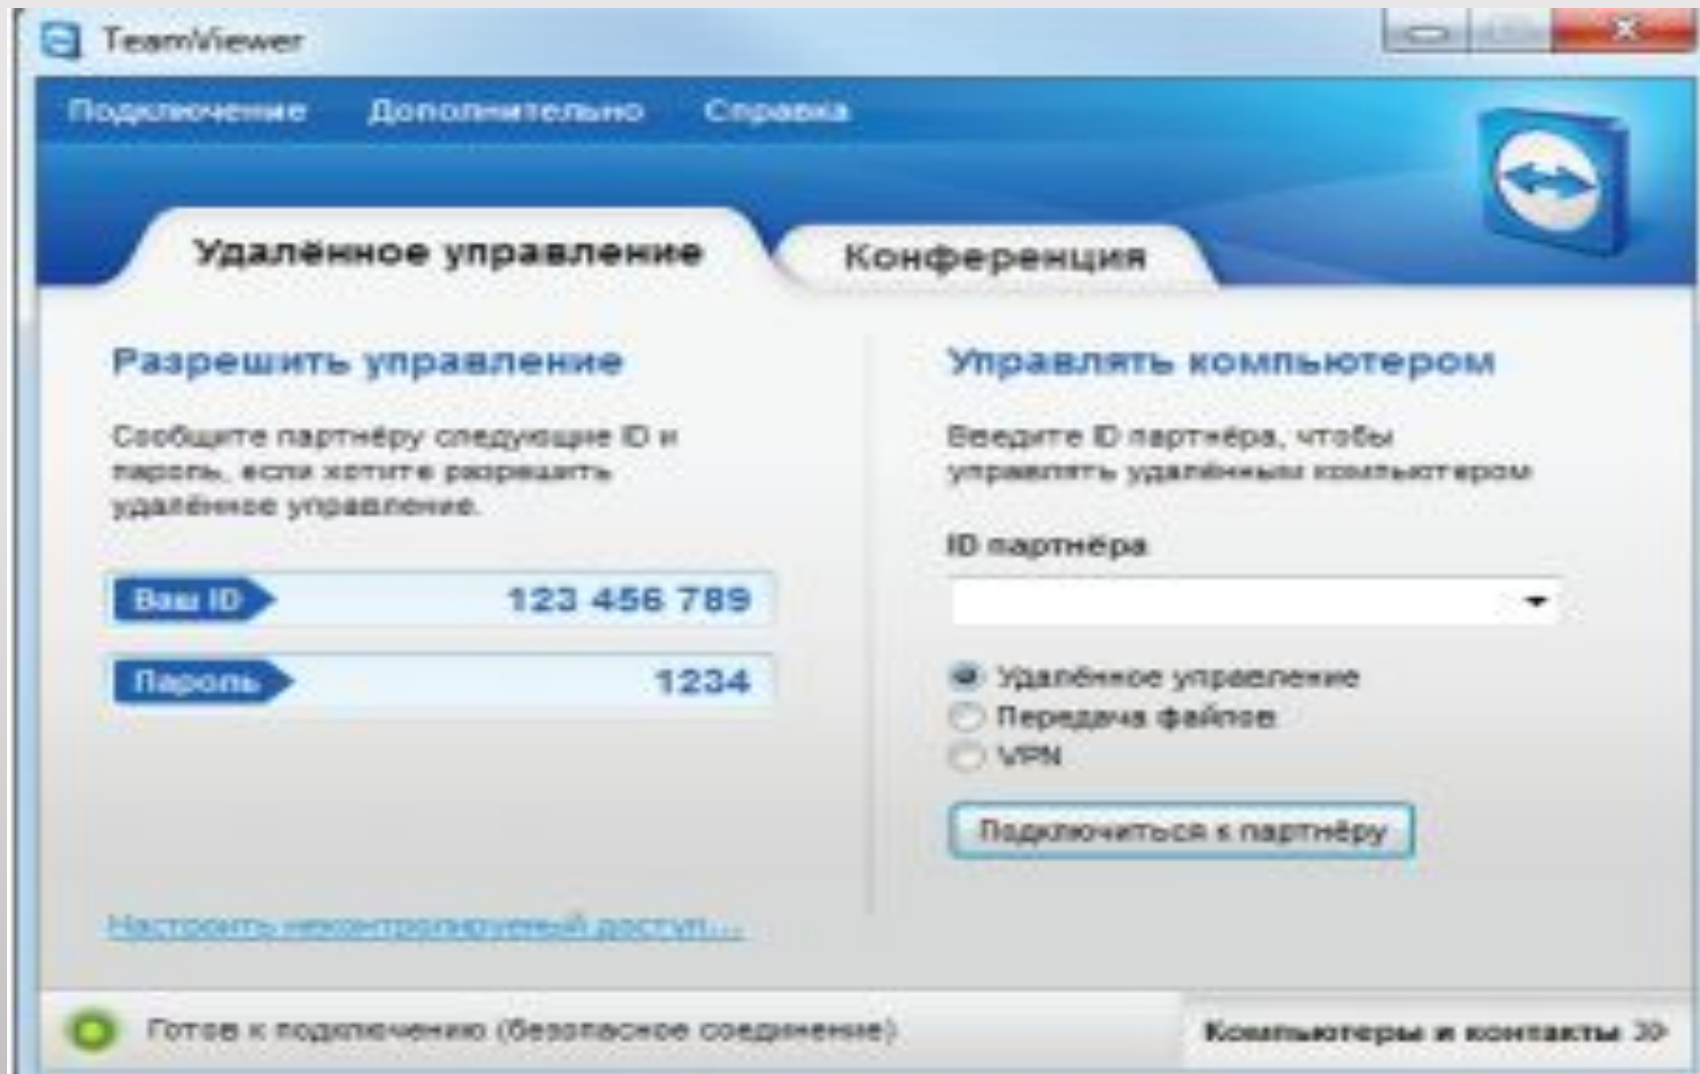 TeamViewer
Подключение Дополнительно Справка
Удалённое управление Конференция
Разрешить управление
Сообщите партнёру следующие ID и
пароль, если хотите разрешить
удалённое управление.
Ваш ID 123 456 789
Пароль 1234
Настроить неконтролируемый доступ...
Управлять компьютером
Введите ID партнёра, чтобы
управлять удалённым компьютером
ID партнёра
Удалённое управление
Передача файлов
VPN
Подключиться к партнёру
Готов к подключению (безопасное соединение)
Компьютеры и контакты >>